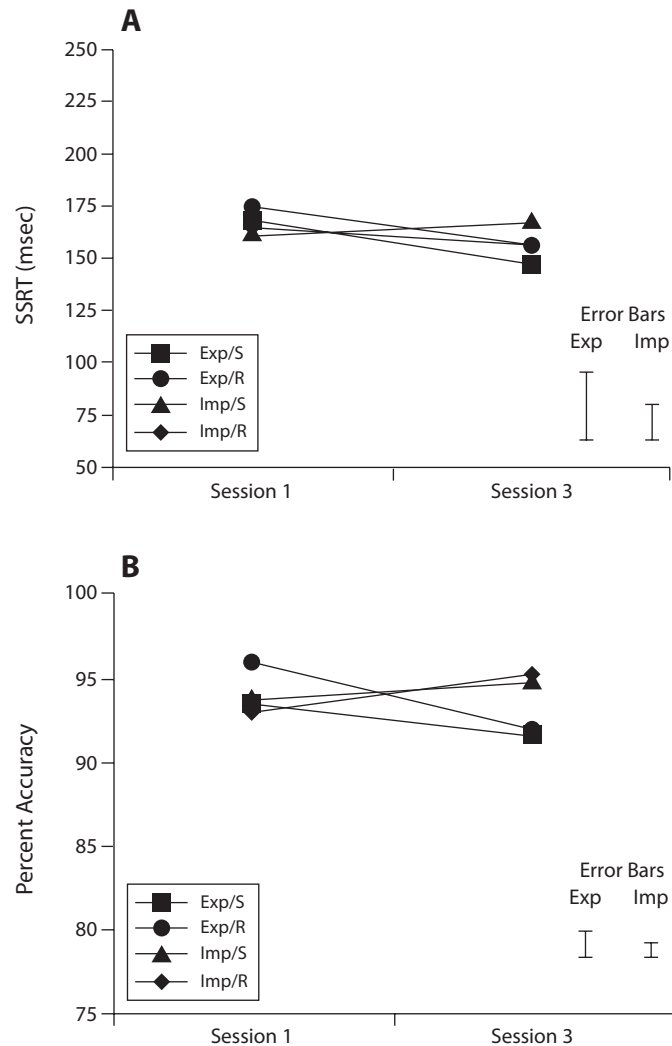 A
250
225
200
175
150
125
100
75
50
SSRT (msec)
Exp/S
Exp/R
Imp/S
Imp/R
Error Bars
Exp Imp
Session 1 Session 3
B
100
95
90
85
80
75
Percent Accuracy
Exp/S
Exp/R
Imp/S
Imp/R
Error Bars
Exp Imp
Session 1 Session 3